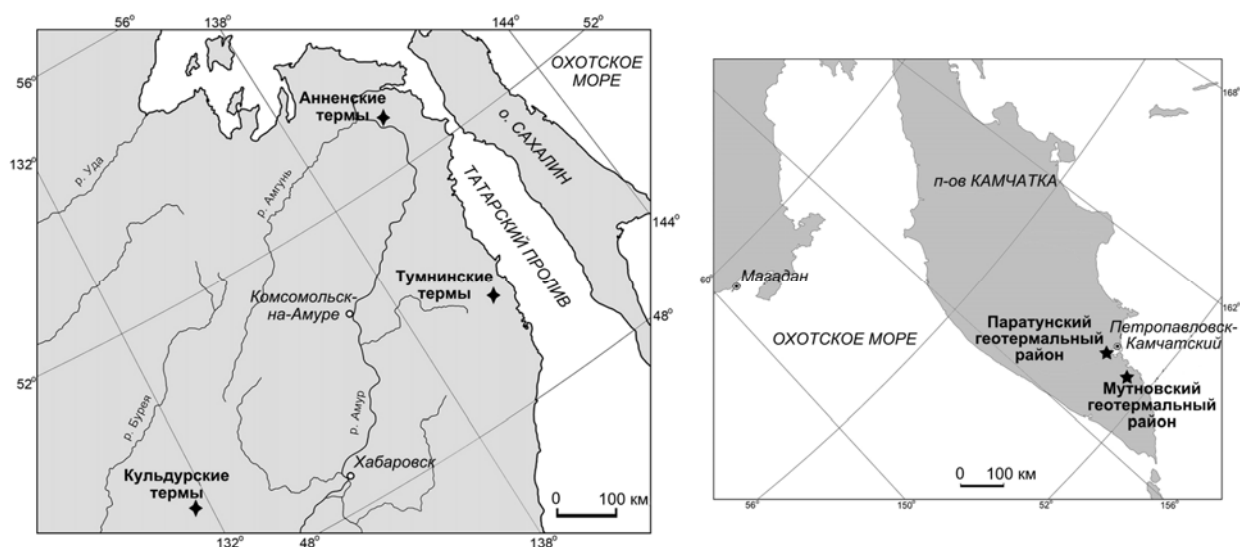 56°
138°
144°
52°
56°
ОХОТСКОЕ
МОРЕ
Анненские
термы
о. САХАЛИН
132°
р. Уда
р. Амгунь
ТАТАРСКИЙ ПРОЛИВ
144°
Тумнинские
термы
Комсомольск-
на-Амуре
48°
52°
р. Бурея
р. Амур
Хабаровск
Кульдурские
термы
0 100 км
132°
48°
138°
168°
п-ов КАМЧАТКА
60°
Магадан
162°
ОХОТСКОЕ МОРЕ
Паратунский
геотермальный
район
Петропавловск-
Камчатский
Мутновский
геотермальный
район
0 100 км
56°
150°
52°
156°